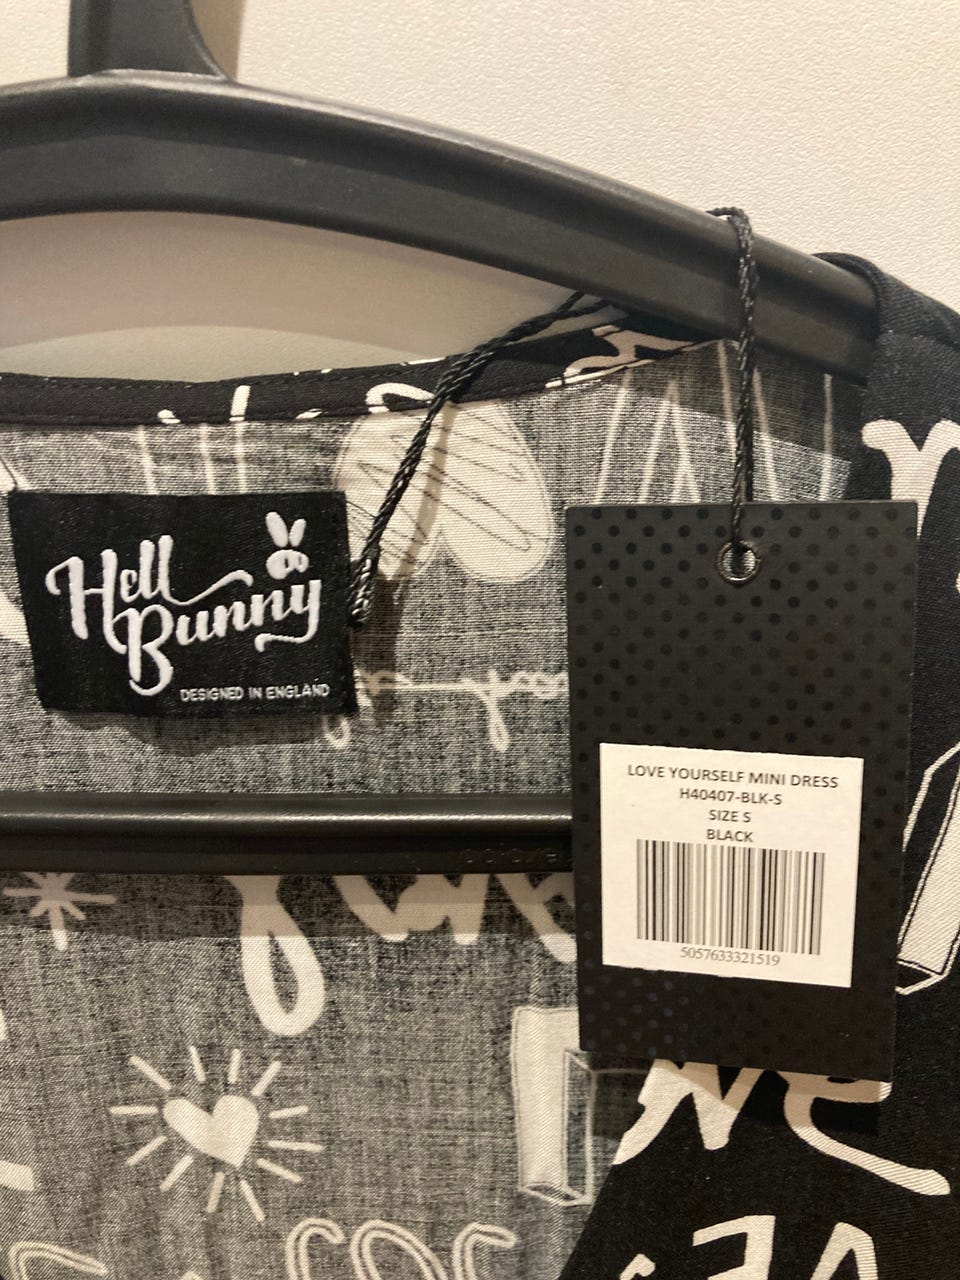 Hell
Bunny
DESIGNED IN ENGLAND
LOVE YOURSELF MINI DRESS
H40407-BLK-S
SIZE S
BLACK
5057633321519